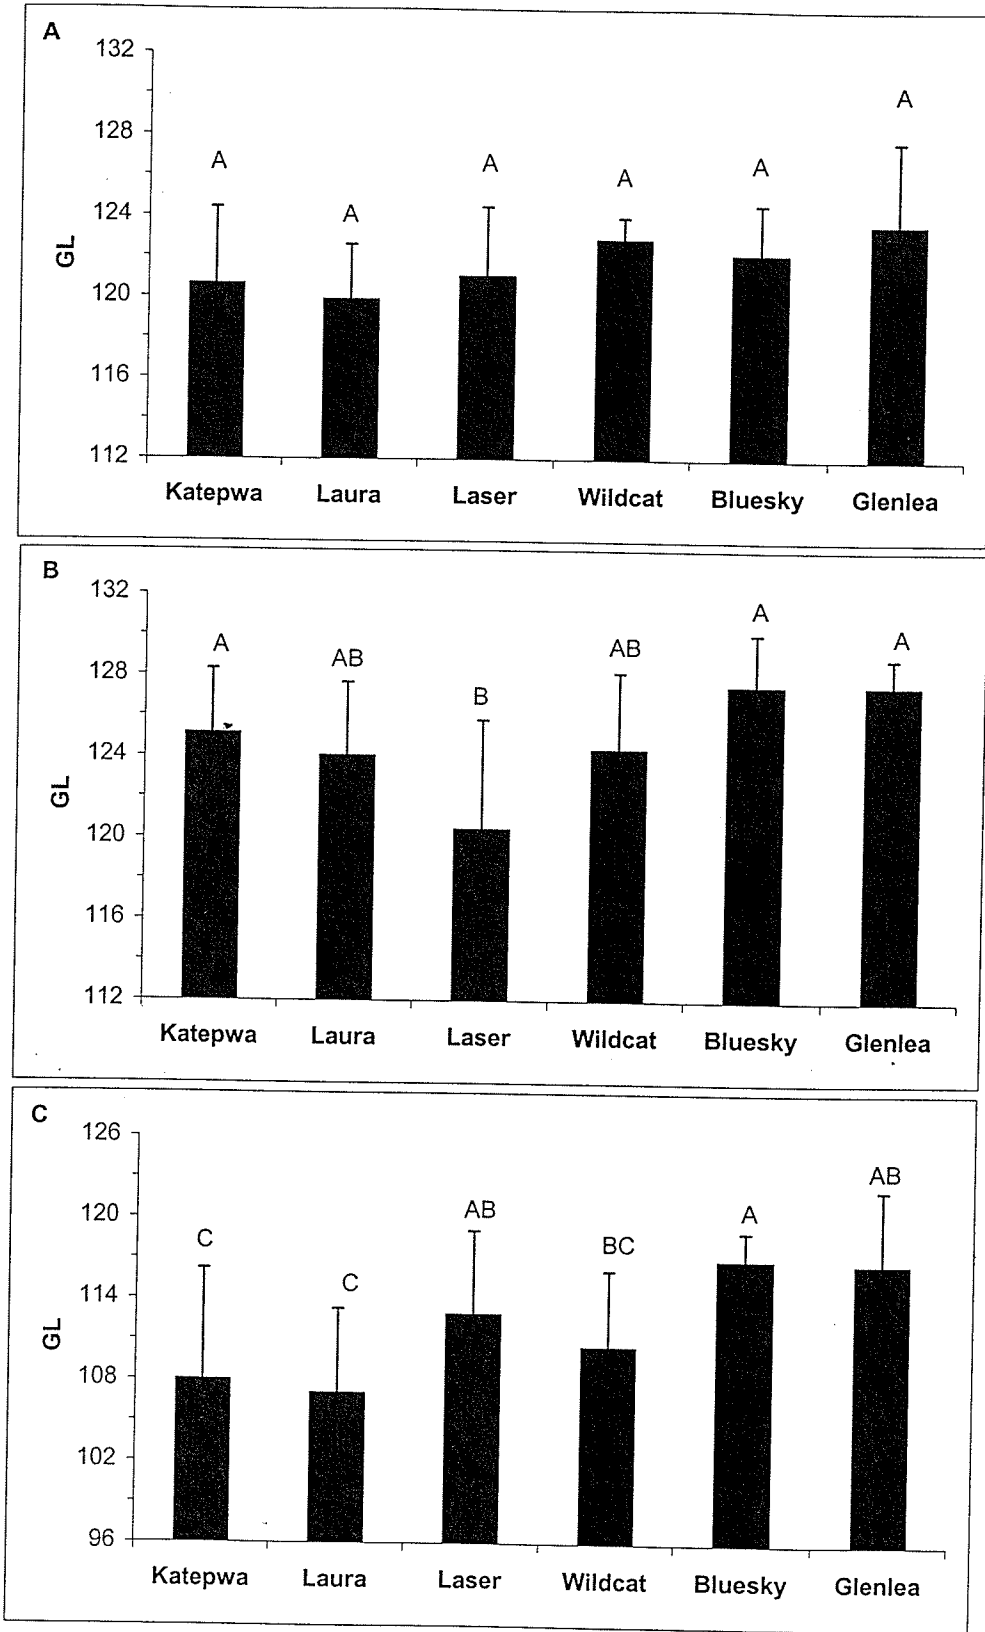 A
132
128
124
120
116
112
GL
A
A
A
A
A
A
Katepwa Laura Laser Wildcat Bluesky Glenlea
B
132
128
124
120
116
112
GL
A
AB
B
AB
A
A
Katepwa Laura Laser Wildcat Bluesky Glenlea
C
126
120
114
108
102
96
GL
C
C
AB
BC
A
AB
Katepwa Laura Laser Wildcat Bluesky Glenlea